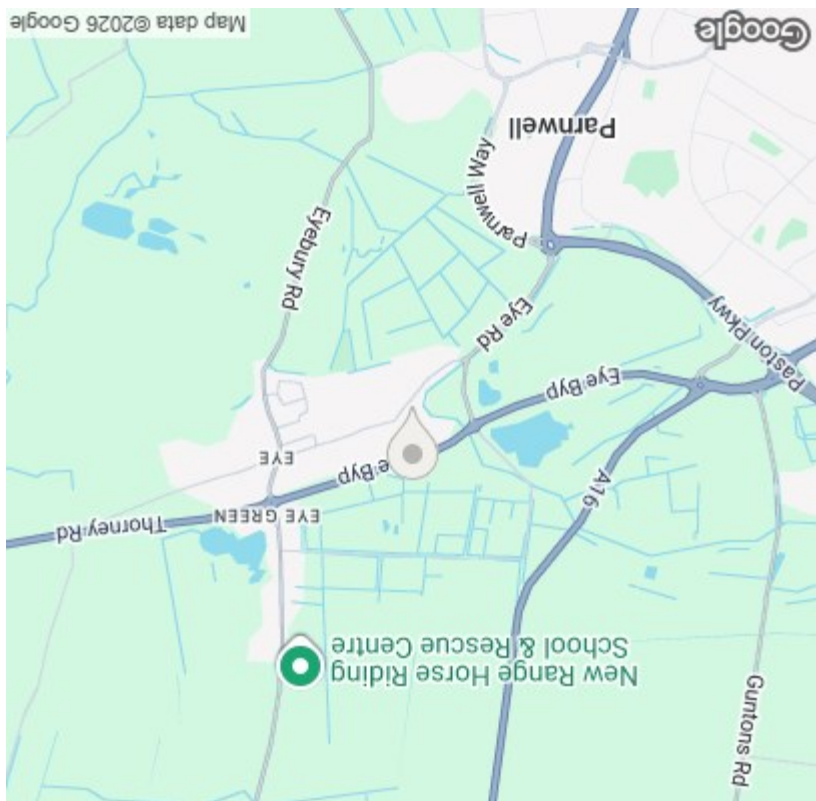 Guntons Rd
New Range Horse Riding
School & Rescue Centre
Thorney Rd
EYE GREEN
A16
e Byp
EYE
Eye Byp
Paston Pkwy
Eye Rd
Eyebury Rd
Parnwell Way
Parnwell
Google
Map data ©2026 Google